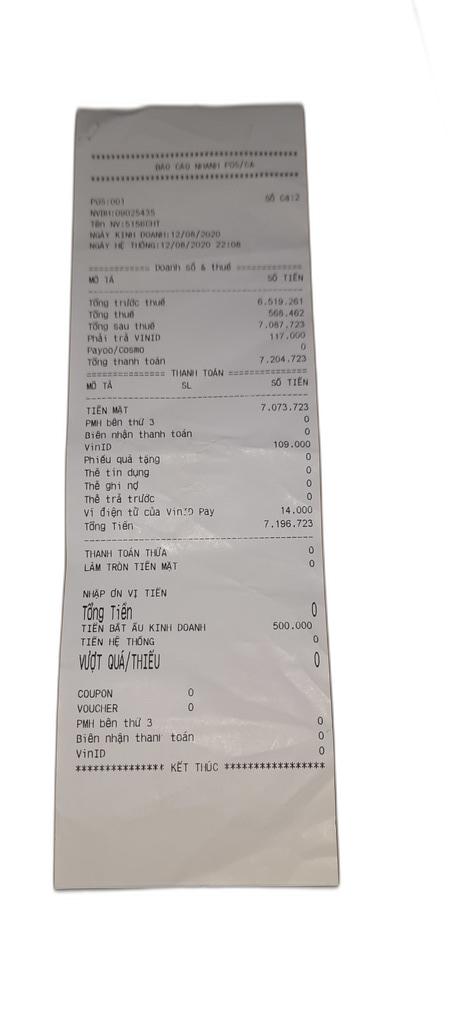 **********************************
BÁO CÁO NHANH POS/CA
**********************************
POS:001 SỐ CA:2
NVBH:09025435
Tên NV:5156CHT
NGÀY KINH DOANH:12/08/2020
NGÀY HỆ THỐNG:12/08/2020 22:08
============ Doanh số & thuế =============
MÔ TẢ SỐ TIỀN
Tổng trước thuế 6.519.261
Tổng thuế 568.462
Tổng sau thuế 7.087.723
Phải trả VINID 117.000
Payoo/Cosmo 0
Tổng thanh toán 7.204.723
=============== THANH TOÁN ===============
MÔ TẢ SL SỐ TIỀN
TIỀN MẶT 7.073.723
PMH bên thứ 3 0
Biên nhận thanh toán 0
VinID 109.000
Phiếu quà tặng 0
Thẻ tín dụng 0
Thẻ ghi nợ 0
Thẻ trả trước 0
Ví điện tử của VinID Pay 14.000
Tổng Tiền 7.196.723
THANH TOÁN THỪA 0
LÀM TRÒN TIỀN MẶT 0
NHẬP ƠN VỊ TIỀN
Tổng Tiền 0
TIỀN BẮT ẦU KINH DOANH 500.000
TIỀN HỆ THỐNG 0
VƯỢT QUÁ/THIẾU 0
COUPON 0
VOUCHER 0
PMH bên thứ 3 0
Biên nhận thanh toán 0
VinID 0
**************** KẾT THÚC ******************